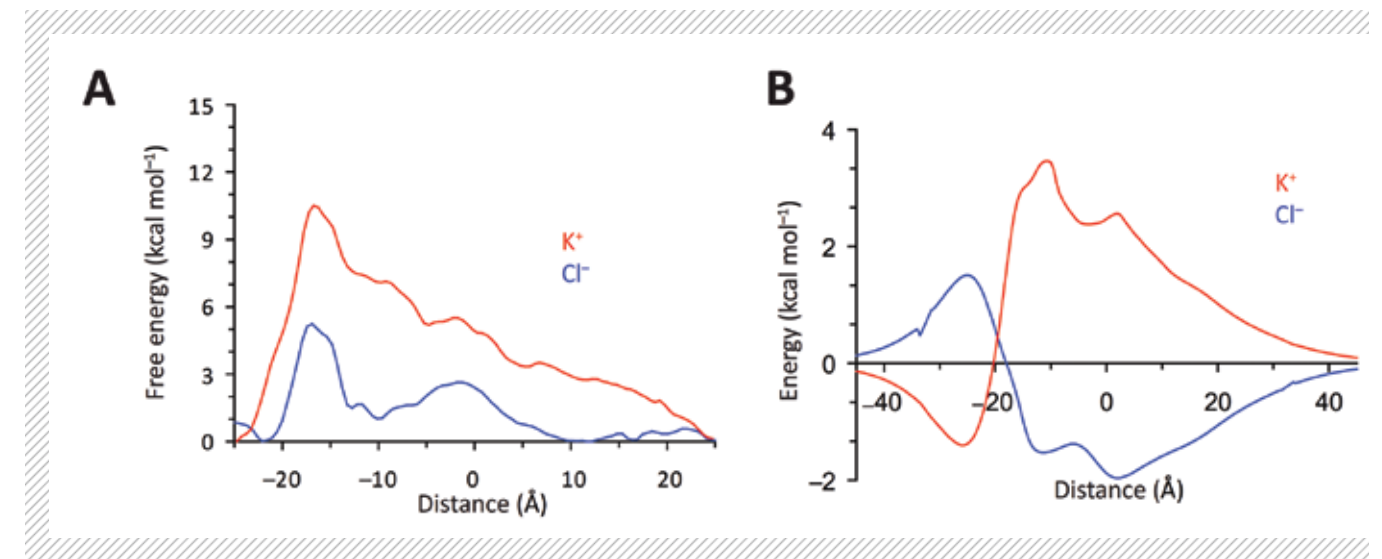 A
15
12
9
6
3
0
Free energy (kcal mol⁻¹)
−20 −10 0 10 20
Distance (Å)
K⁺
Cl⁻
B
4
2
0
−2
Energy (kcal mol⁻¹)
−40 −20 0 20 40
Distance (Å)
K⁺
Cl⁻